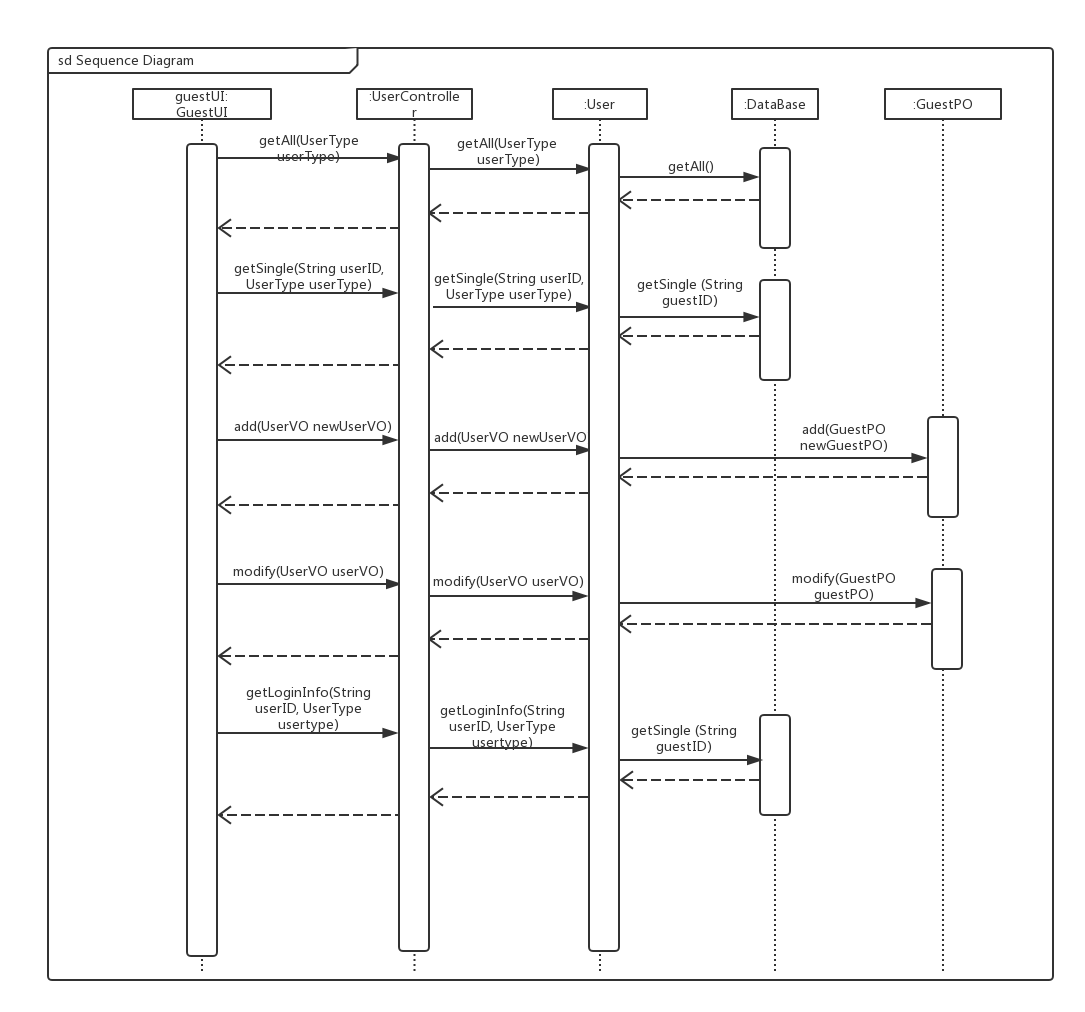 sd Sequence Diagram
guestUI:
GuestUI
:UserControlle
r
:User
:DataBase
:GuestPO
getAll(UserType
userType)
getAll(UserType
userType)
getAll()
getSingle(String userID,
UserType userType)
getSingle(String userID,
UserType userType)
getSingle (String
guestID)
add(UserVO newUserVO)
add(UserVO newUserVO
add(GuestPO
newGuestPO)
modify(UserVO userVO)
modify(UserVO userVO)
modify(GuestPO
guestPO)
getLoginInfo(String
userID, UserType
usertype)
getLoginInfo(String
userID, UserType
usertype)
getSingle (String
guestID)